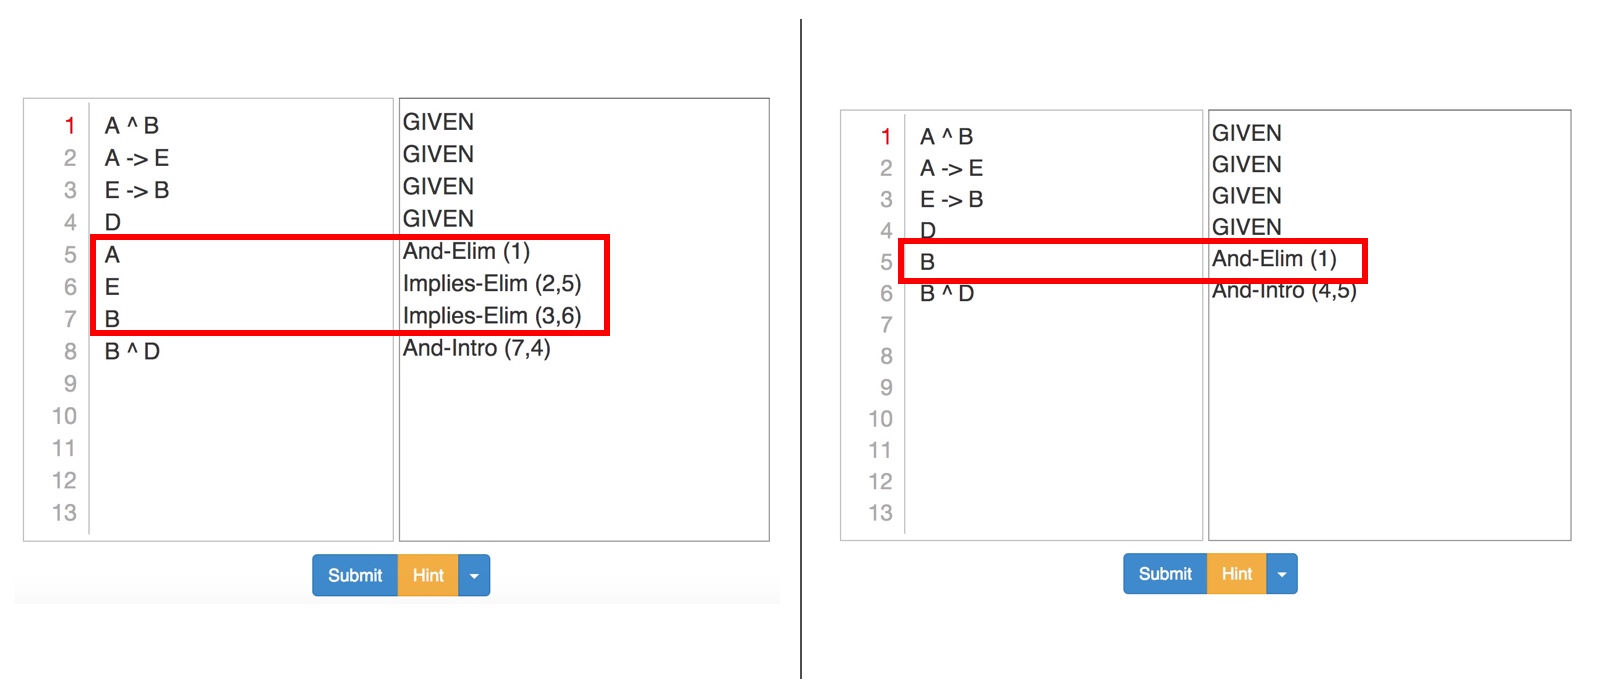 1 A ^ B GIVEN
2 A -> E GIVEN
3 E -> B GIVEN
4 D GIVEN
5 A And-Elim (1)
6 E Implies-Elim (2,5)
7 B Implies-Elim (3,6)
8 B ^ D And-Intro (7,4)
9
10
11
12
13
Submit Hint
1 A ^ B GIVEN
2 A -> E GIVEN
3 E -> B GIVEN
4 D GIVEN
5 B And-Elim (1)
6 B ^ D And-Intro (4,5)
7
8
9
10
11
12
13
Submit Hint